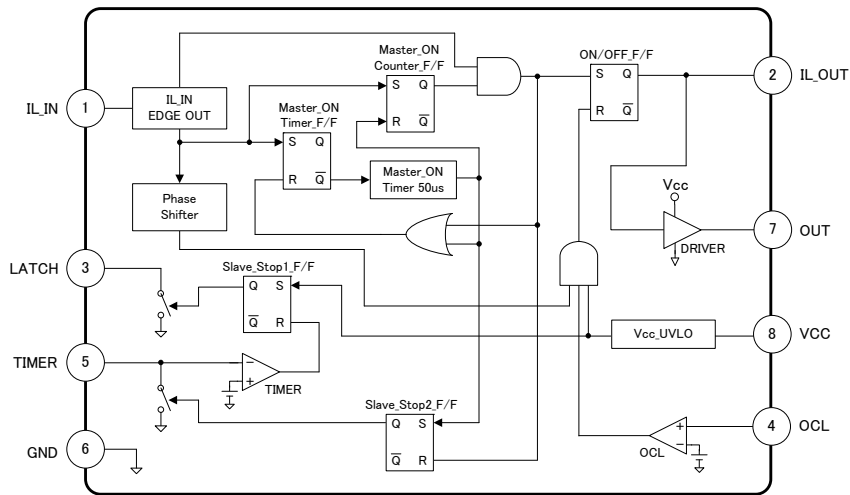 Master_ON
Counter_F/F
ON/OFF_F/F
S Q
R Q
S Q
R Q
2 IL_OUT
IL_IN 1
IL_IN
EDGE OUT
Master_ON
Timer_F/F
S Q
R Q
Master_ON
Timer 50us
Phase
Shifter
Vcc
DRIVER
7 OUT
LATCH 3
Slave_Stop1_F/F
Q S
Q R
Vcc_UVLO
8 VCC
TIMER 5
− +
TIMER
Slave_Stop2_F/F
Q S
Q R
+ −
OCL
4 OCL
GND 6